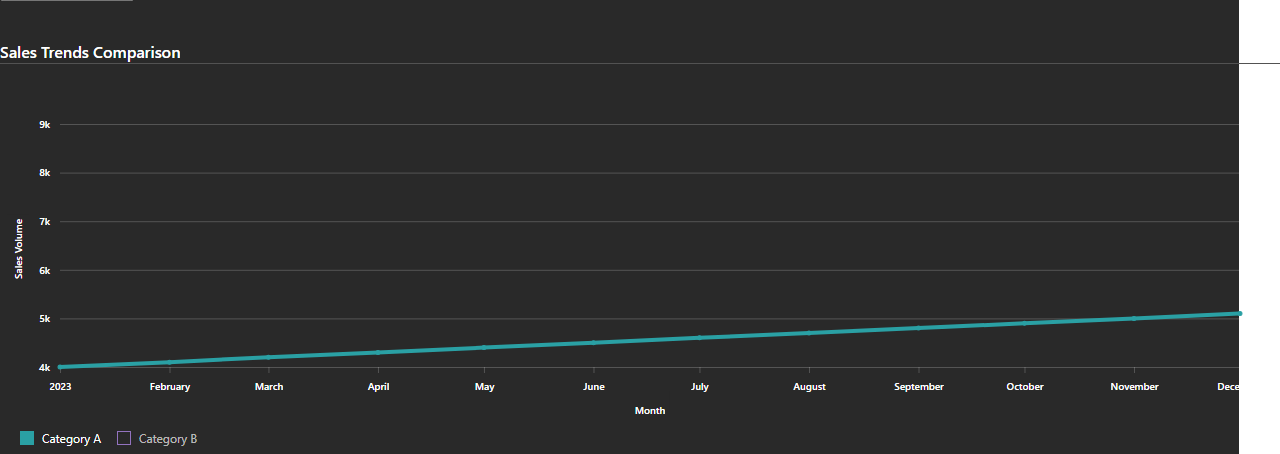 Sales Trends Comparison
9k
8k
7k
6k
5k
4k
Sales Volume
2023 February March April May June July August September October November Dece
Month
Category A Category B